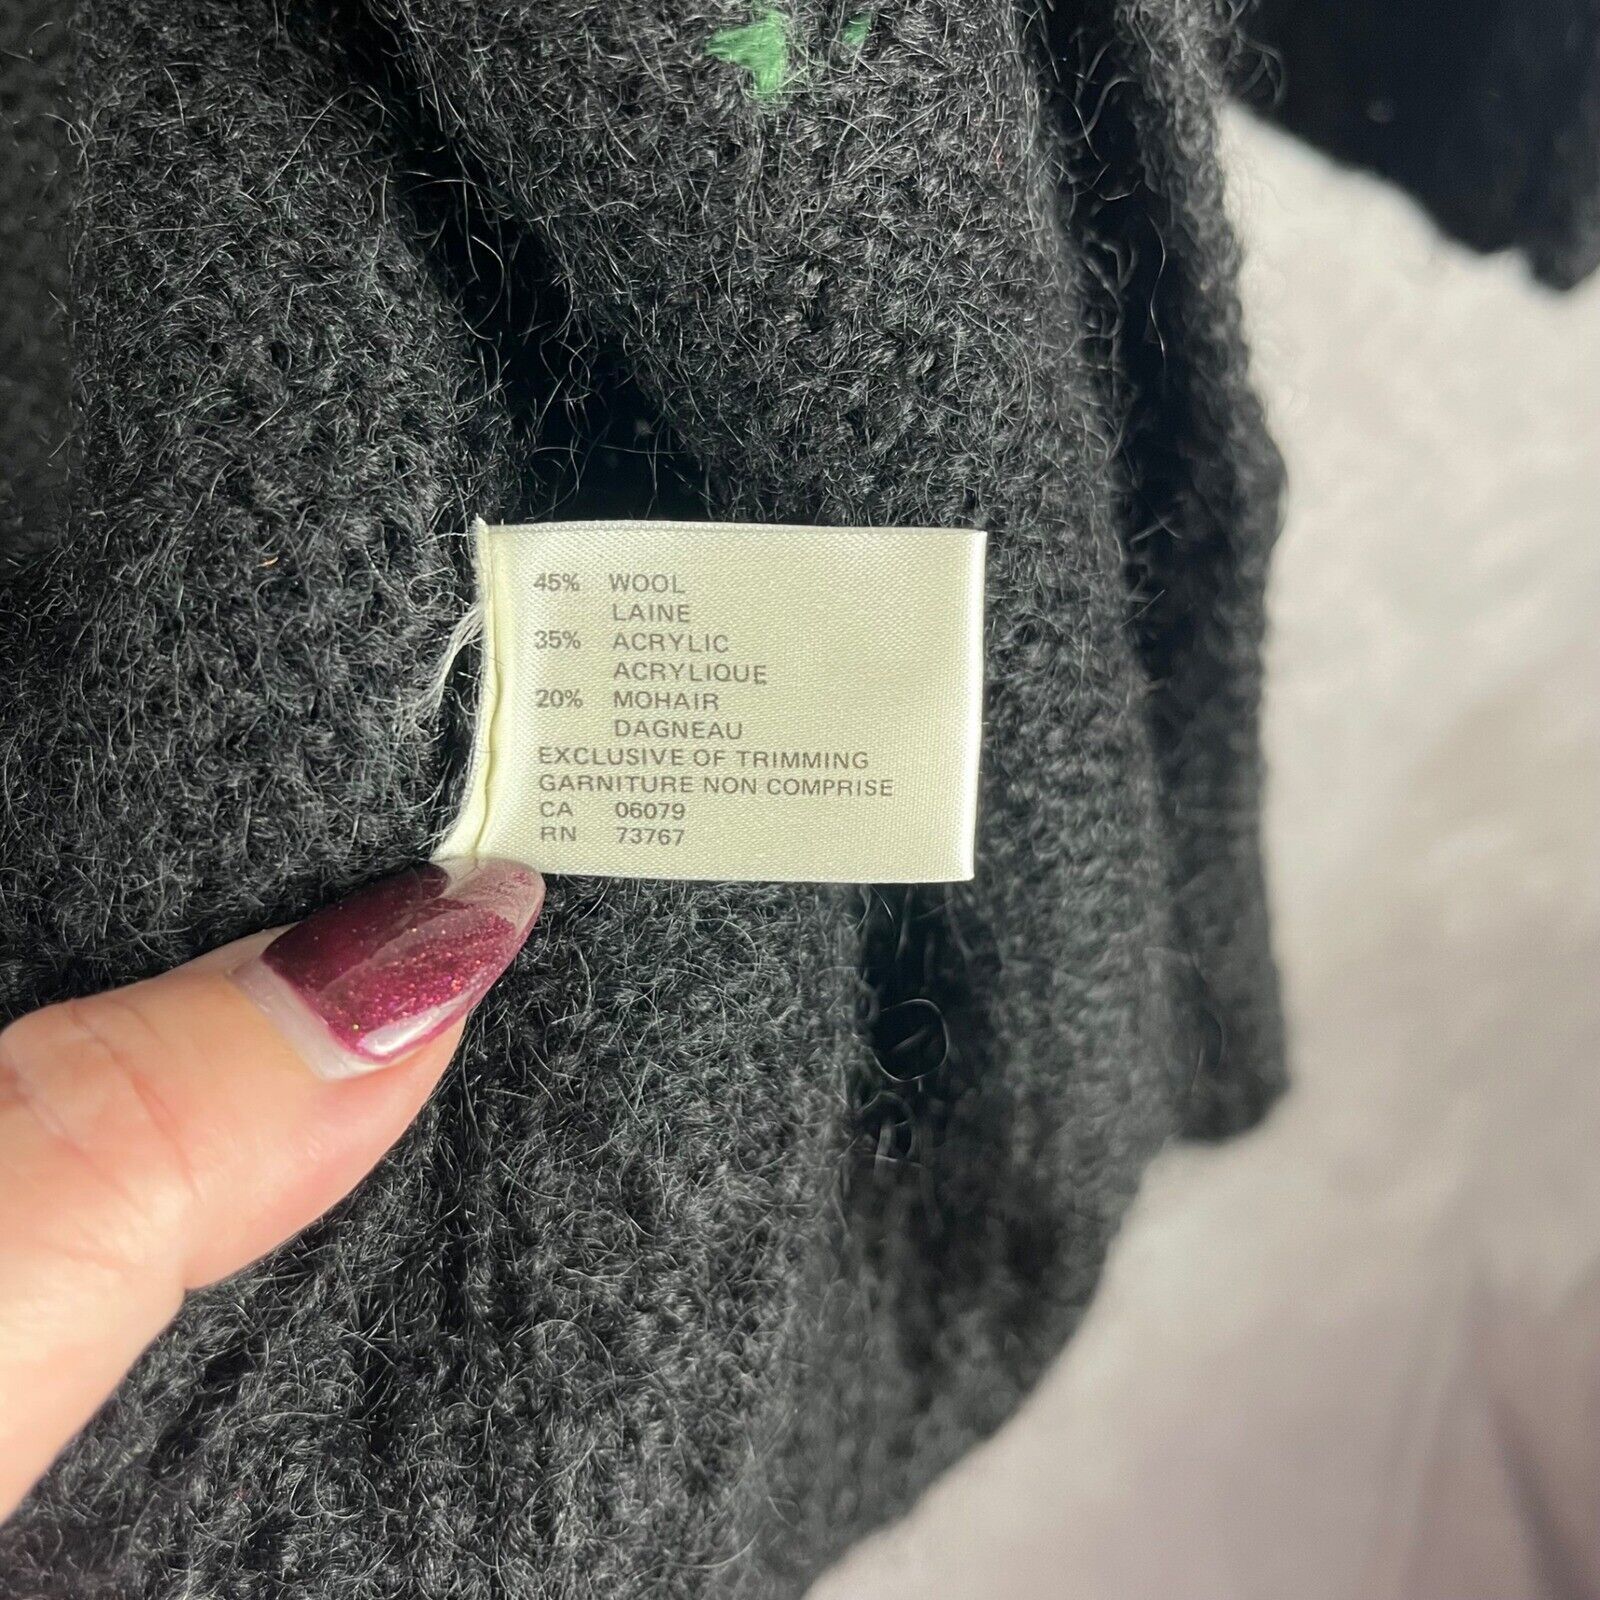 45% WOOL
LAINE
35% ACRYLIC
ACRYLIQUE
20% MOHAIR
DAGNEAU
EXCLUSIVE OF TRIMMING
GARNITURE NON COMPRISE
CA 06079
RN 73767